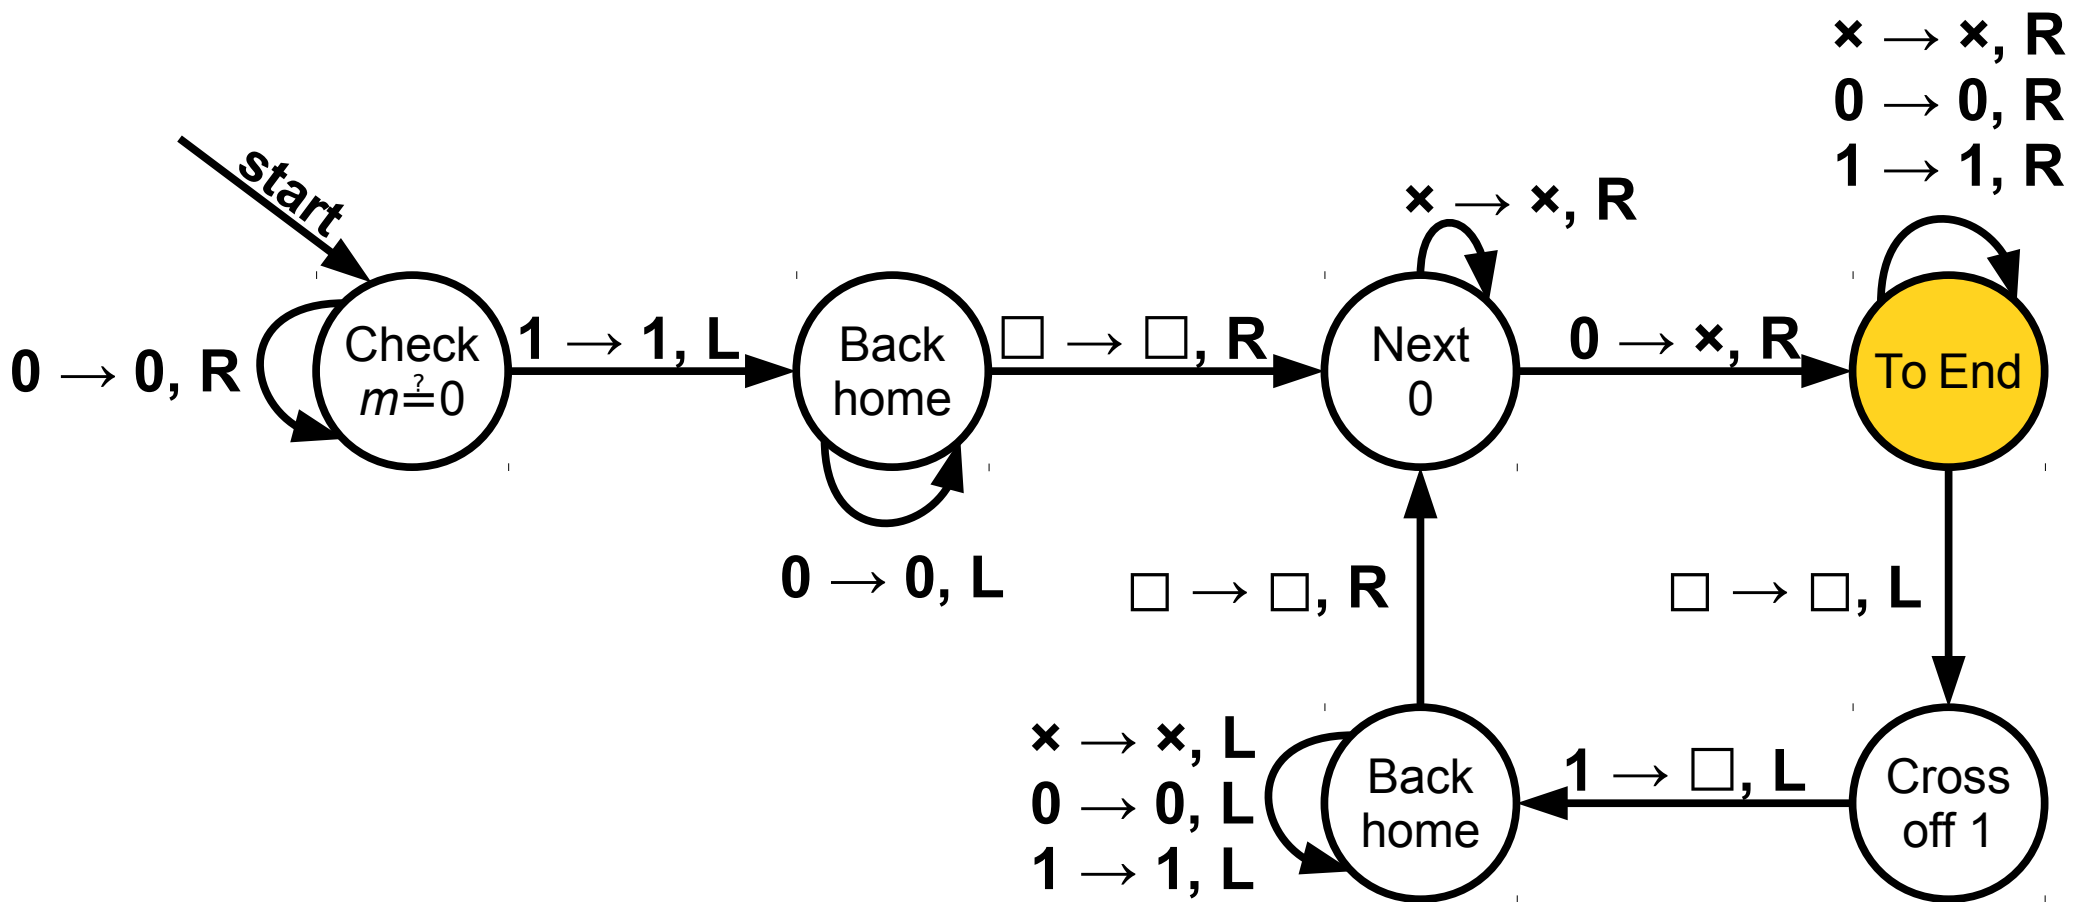 × → ×, R
0 → 0, R
1 → 1, R
start
× → ×, R
0 → 0, R
Check
m≟0
1 → 1, L
Back
home
□ → □, R
Next
0
0 → ×, R
To End
0 → 0, L
□ → □, R
□ → □, L
× → ×, L
0 → 0, L
1 → 1, L
Back
home
1 → □, L
Cross
off 1